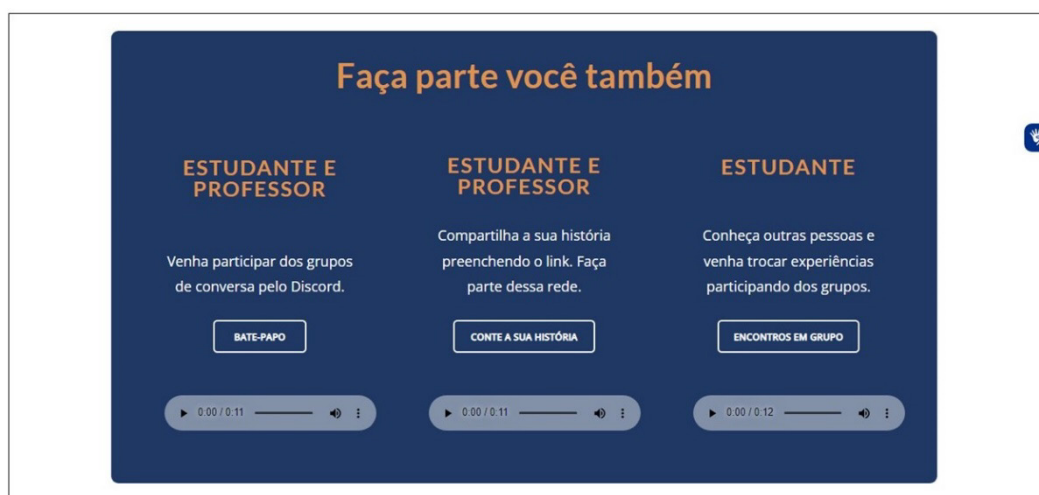 Faça parte você também
ESTUDANTE E
PROFESSOR
Venha participar dos grupos
de conversa pelo Discord.
BATE-PAPO
0:00 / 0:11
ESTUDANTE E
PROFESSOR
Compartilha a sua história
preenchendo o link. Faça
parte dessa rede.
CONTE A SUA HISTÓRIA
0:00 / 0:11
ESTUDANTE
Conheça outras pessoas e
venha trocar experiências
participando dos grupos.
ENCONTROS EM GRUPO
0:00 / 0:12